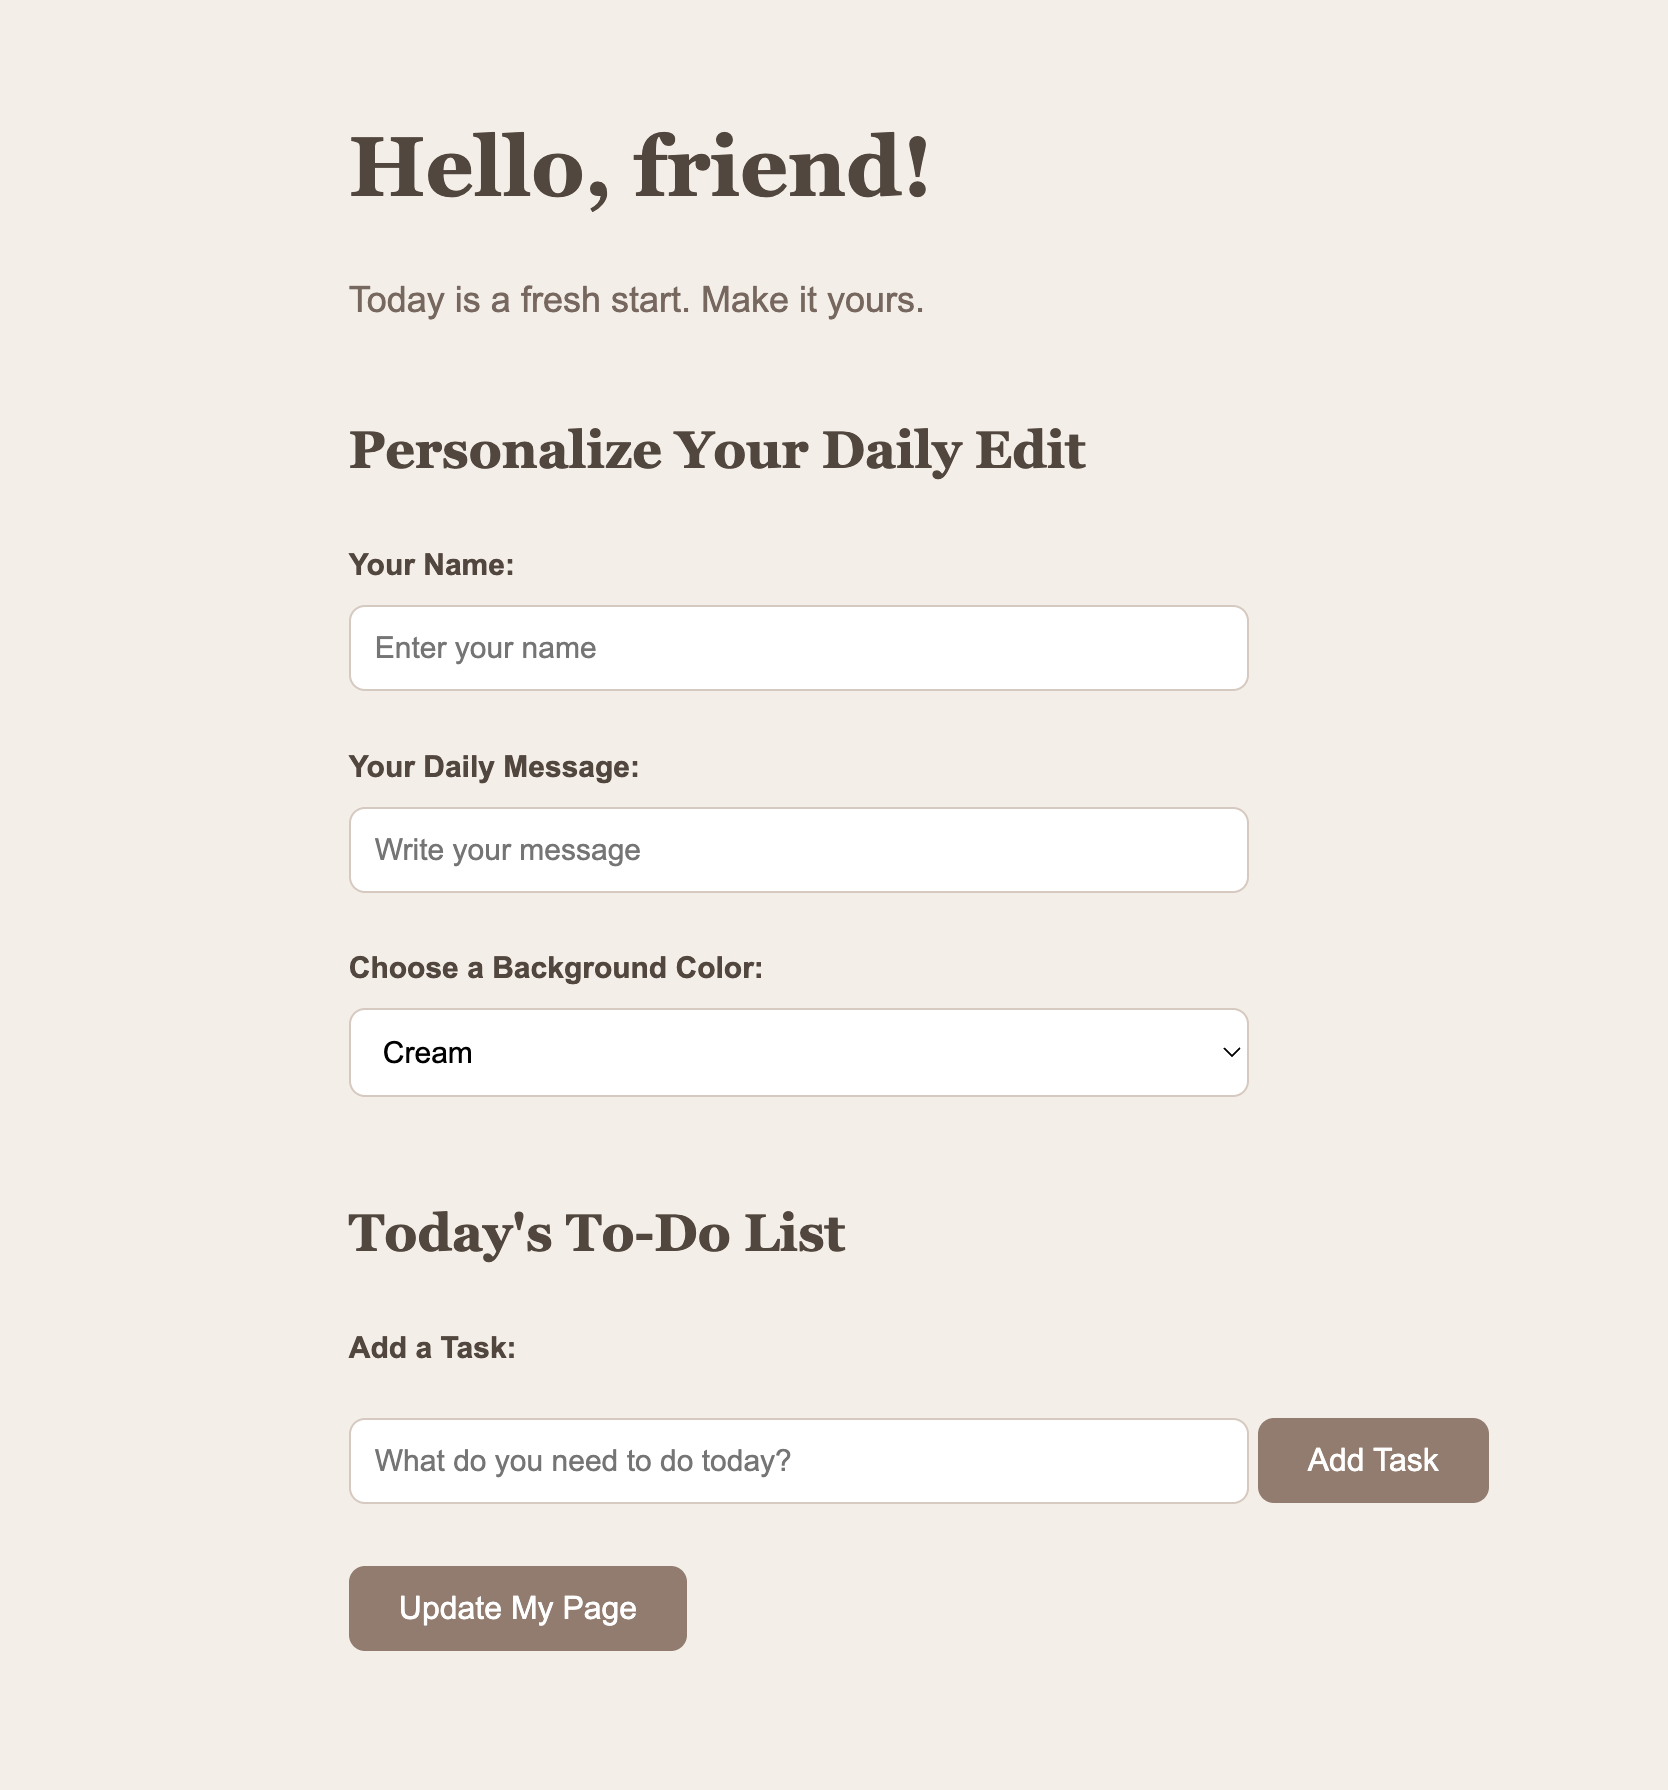 Hello, friend!
Today is a fresh start. Make it yours.
Personalize Your Daily Edit
Your Name:
Enter your name
Your Daily Message:
Write your message
Choose a Background Color:
Cream
Today's To-Do List
Add a Task:
What do you need to do today? Add Task
Update My Page